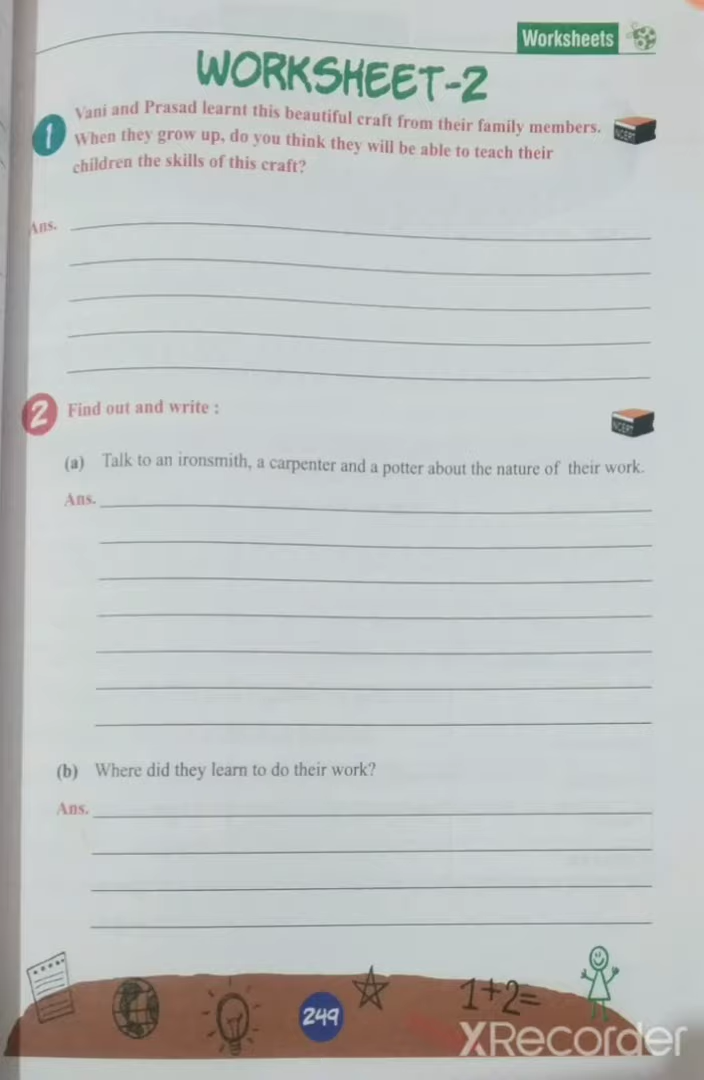 Worksheets
WORKSHEET-2
1 Vani and Prasad learnt this beautiful craft from their family members.
When they grow up, do you think they will be able to teach their
children the skills of this craft?
NCERT
Ans.
2 Find out and write :
NCERT
(a) Talk to an ironsmith, a carpenter and a potter about the nature of their work.
Ans.
(b) Where did they learn to do their work?
Ans.
1+2=
249
XRecorder